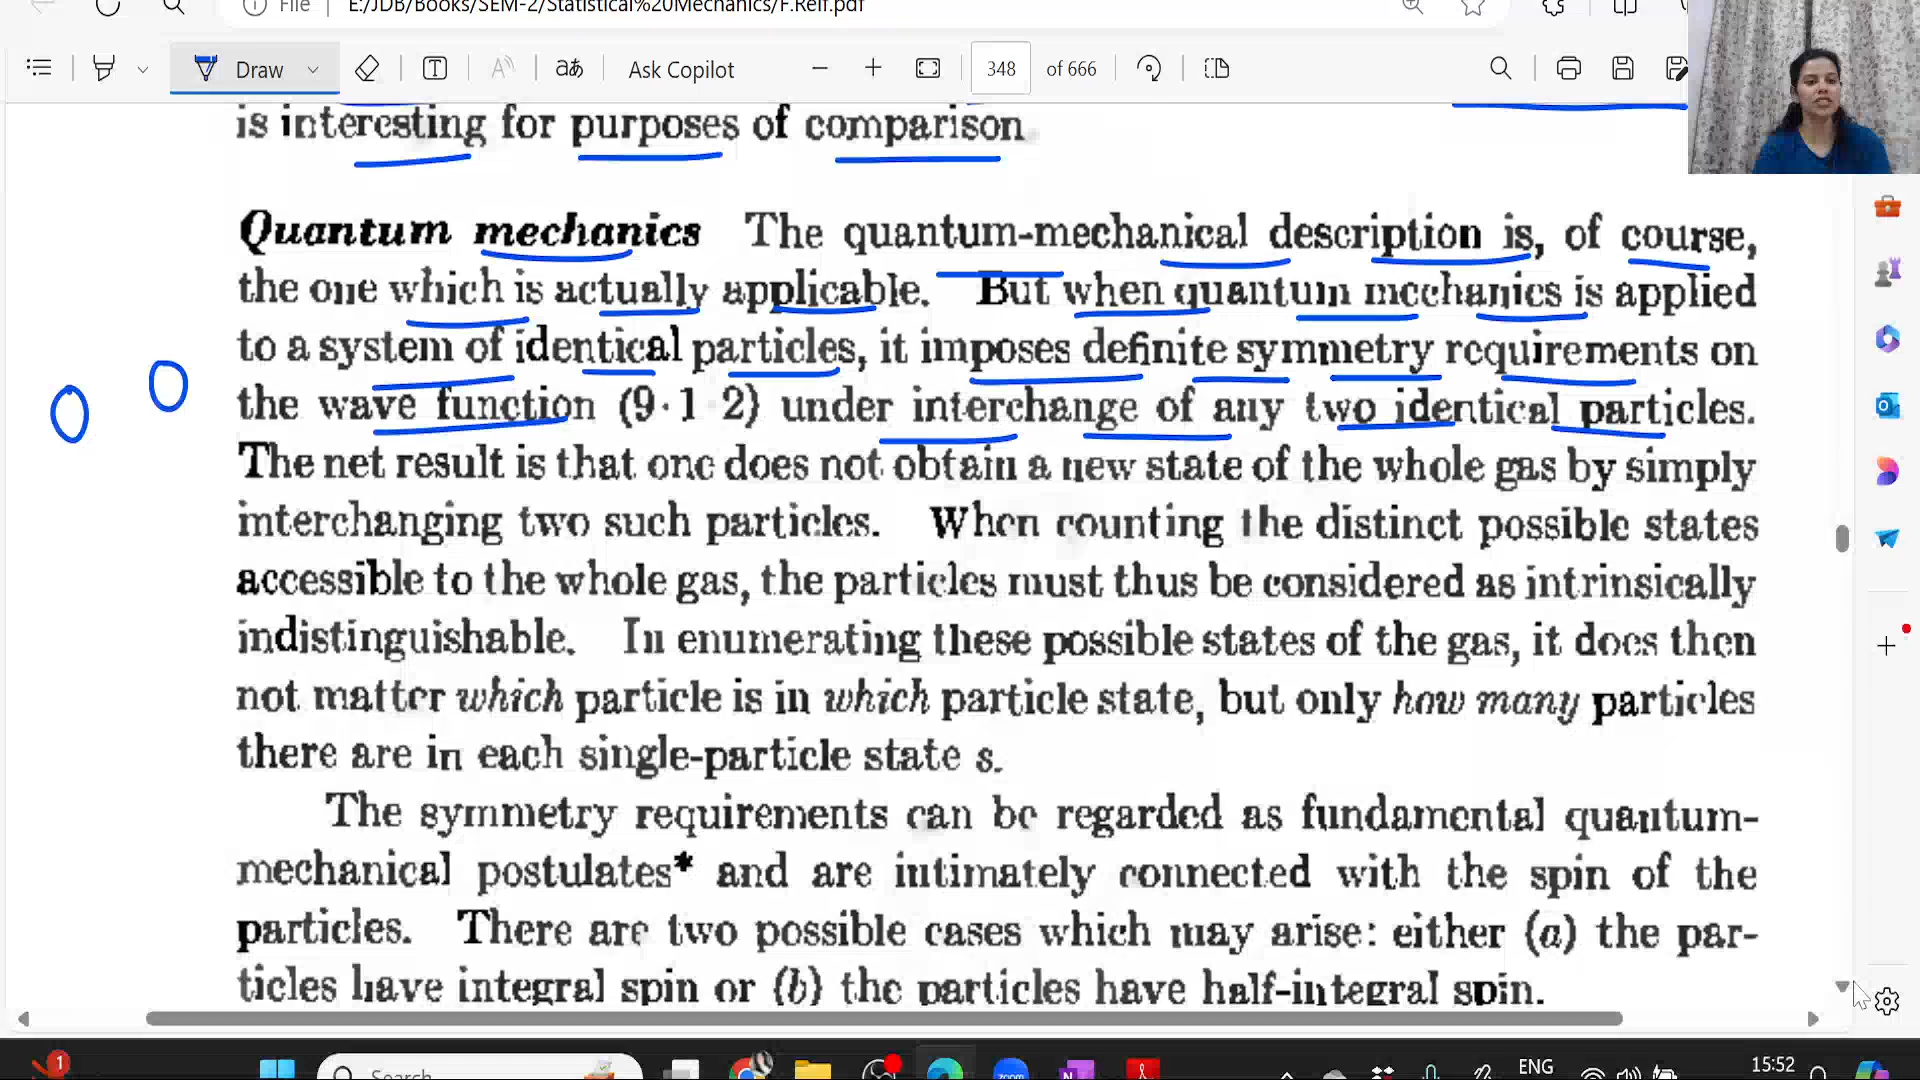 File E:/JDB/Books/SEM-2/Statistical%20Mechanics/F.Reif.pdf
Draw aあ Ask Copilot 348 of 666
is interesting for purposes of comparison
Quantum mechanics The quantum-mechanical description is, of course,
the one which is actually applicable. But when quantum mechanics is applied
to a system of identical particles, it imposes definite symmetry requirements on
the wave function (9·1 2) under interchange of any two identical particles.
The net result is that one does not obtain a new state of the whole gas by simply
interchanging two such particles. When counting the distinct possible states
accessible to the whole gas, the particles must thus be considered as intrinsically
indistinguishable. In enumerating these possible states of the gas, it does then
not matter which particle is in which particle state, but only how many particles
there are in each single-particle state s.
The symmetry requirements can be regarded as fundamental quantum-
mechanical postulates* and are intimately connected with the spin of the
particles. There are two possible cases which may arise: either (a) the par-
ticles have integral spin or (b) the particles have half-integral spin.
1 Search zoom ENG 15:52